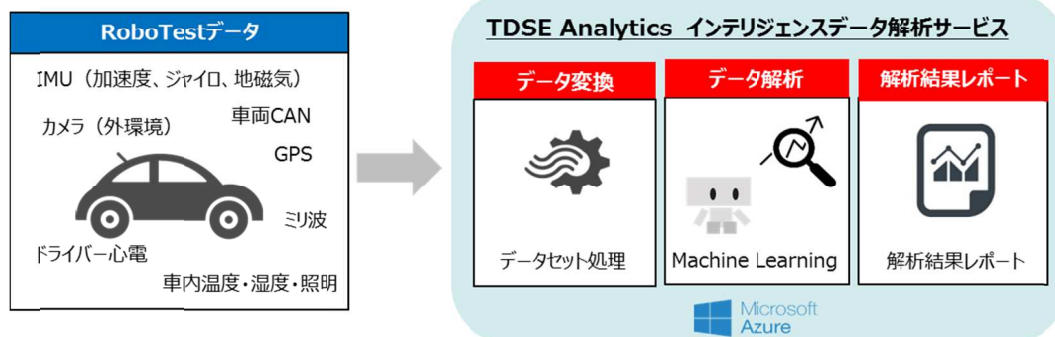 RoboTestデータ
IMU（加速度、ジャイロ、地磁気）
カメラ（外環境）
車両CAN
GPS
ミリ波
ドライバー心電
車内温度・湿度・照明
TDSE Analytics インテリジェンスデータ解析サービス
データ変換
データセット処理
データ解析
Machine Learning
解析結果レポート
解析結果レポート
Microsoft
Azure